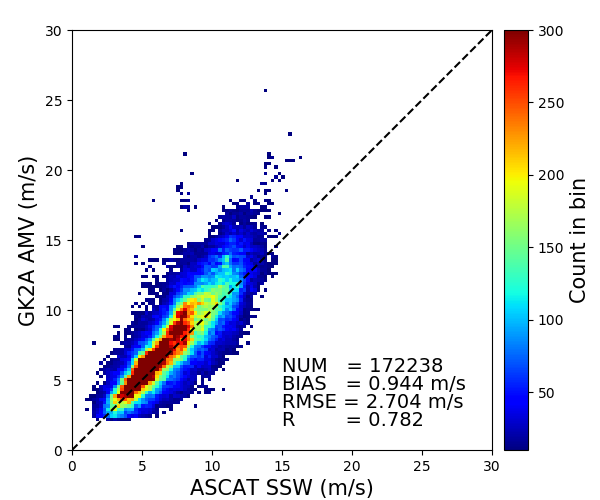 30
25
20
15
10
5
0
GK2A AMV (m/s)
0 5 10 15 20 25 30
ASCAT SSW (m/s)
NUM = 172238
BIAS = 0.944 m/s
RMSE = 2.704 m/s
R = 0.782
300
250
200
150
100
50
Count in bin